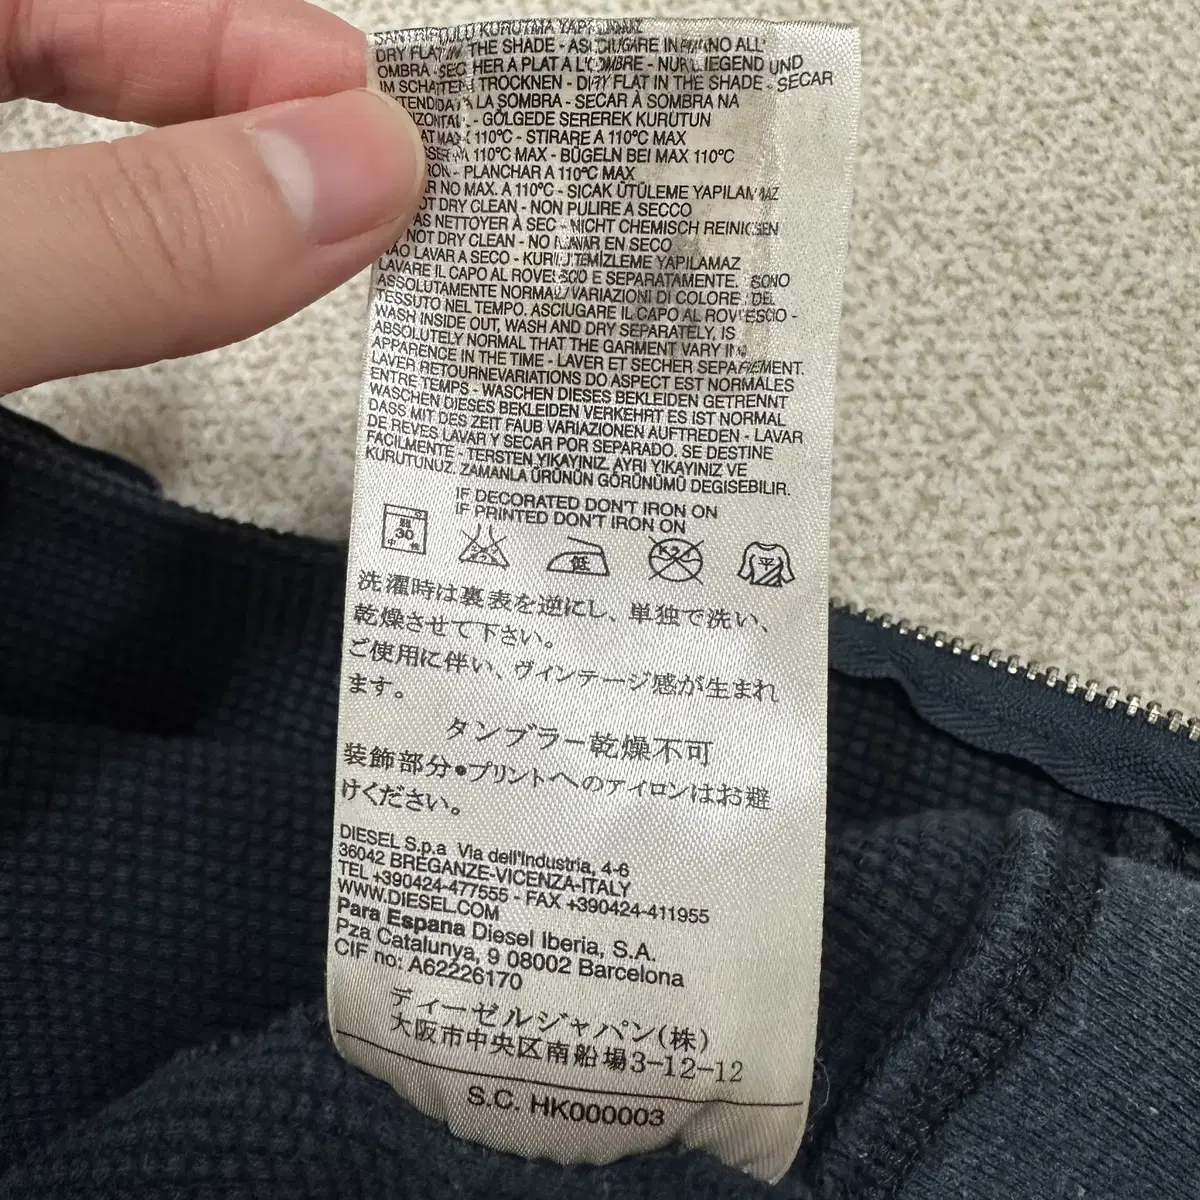 SANTRIFÜJLÜ KURUTMA YAPILMAZ
DRY FLAT IN THE SHADE - ASCIUGARE IN PIANO ALL'
OMBRA - SECHER A PLAT A L'OMBRE - NUR LIEGEND UND
IM SCHATTEN TROCKNEN - DRY FLAT IN THE SHADE - SECAR
LA SOMBRA - SECAR À SOMBRA NA
- GÖLGEDE SEREREK KURUTUN
MAX 110°C - STIRARE A 110°C MAX
110°C MAX - BÜGELN BEI MAX 110°C
- PLANCHAR A 110°C MAX
NO MAX. A 110°C - SICAK ÜTÜLEME YAPILAMAZ
DRY CLEAN - NON PULIRE A SECCO
NETTOYER À SEC - NICHT CHEMISCH REINIGEN
NOT DRY CLEAN - NO LAVAR EN SECO
NÃO LAVAR A SECO - KURU TEMIZLEME YAPILAMAZ
LAVARE IL CAPO AL ROVESCIO E SEPARATAMENTE. SONO
ASSOLUTAMENTE NORMALI VARIAZIONI DI COLORE DEL
TESSUTO NEL TEMPO. ASCIUGARE IL CAPO AL ROVESCIO -
WASH INSIDE OUT, WASH AND DRY SEPARATELY, IS
ABSOLUTELY NORMAL THAT THE GARMENT VARY IN
APPARENCE IN THE TIME - LAVER ET SECHER SEPAREMENT.
LAVER RETOURNEVARIATIONS DO ASPECT EST NORMALES
ENTRE TEMPS - WASCHEN DIESES BEKLEIDEN GETRENNT
WASCHEN DIESES BEKLEIDEN VERKEHRT ES IST NORMAL
DASS MIT DES ZEIT FAUB VARIAZIONEN AUFTREDEN - LAVAR
DE REVES LAVAR Y SECAR POR SEPARADO. SE DESTINE
FACILMENTE - TERSTEN YIKAYINIZ, AYRI YIKAYINIZ VE
KURUTUNUZ. ZAMANLA ÜRÜNÜN GÖRÜNÜMÜ DEGISEBILIR.
IF DECORATED DON'T IRON ON
IF PRINTED DON'T IRON ON
30 低 平
洗濯時は裏表を逆にし、単独で洗い、
乾燥させて下さい。
ご使用に伴い、ヴィンテージ感が生まれ
ます。
タンブラー乾燥不可
装飾部分●プリントへのアイロンはお避
けください。
DIESEL S.p.a Via dell'Industria, 4-6
36042 BREGANZE-VICENZA-ITALY
TEL +390424-477555 - FAX +390424-411955
WWW.DIESEL.COM
Para Espana Diesel Iberia, S.A.
Pza Catalunya, 9 08002 Barcelona
CIF no: A62226170
ディーゼルジャパン(株)
大阪市中央区南船場3-12-12
S.C. HK000003